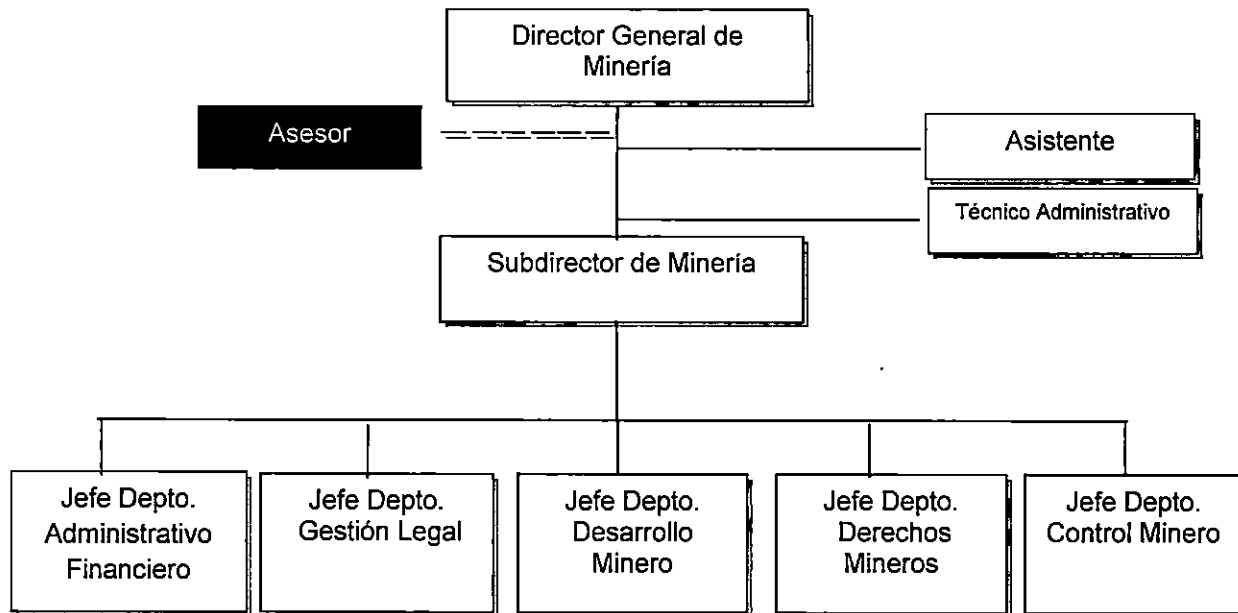 Director General de
Minería
Asesor
Asistente
Técnico Administrativo
Subdirector de Minería
Jefe Depto.
Administrativo
Financiero
Jefe Depto.
Gestión Legal
Jefe Depto.
Desarrollo
Minero
Jefe Depto.
Derechos
Mineros
Jefe Depto.
Control Minero